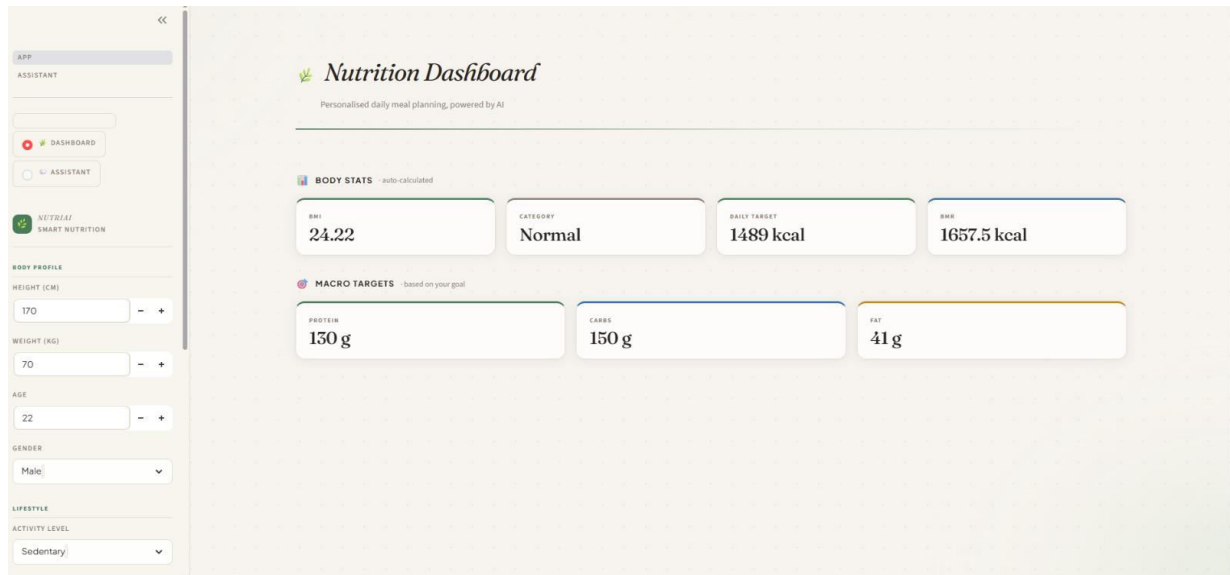 APP
ASSISTANT
DASHBOARD
ASSISTANT
NUTRIAI
SMART NUTRITION
BODY PROFILE
HEIGHT (CM)
170 − +
WEIGHT (KG)
70 − +
AGE
22 − +
GENDER
Male
LIFESTYLE
ACTIVITY LEVEL
Sedentary
Nutrition Dashboard
Personalised daily meal planning, powered by AI
BODY STATS · auto-calculated
BMI
24.22
CATEGORY
Normal
DAILY TARGET
1489 kcal
BMR
1657.5 kcal
MACRO TARGETS · based on your goal
PROTEIN
130 g
CARBS
150 g
FAT
41 g